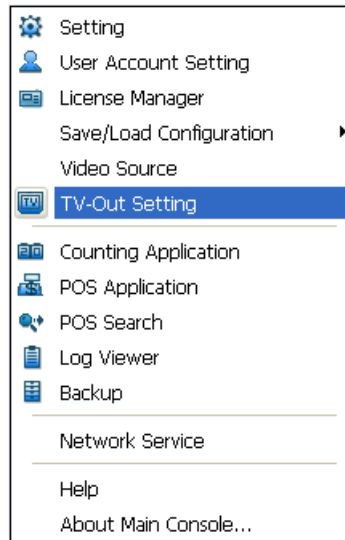 Setting
User Account Setting
License Manager
Save/Load Configuration
Video Source
TV TV-Out Setting
Counting Application
POS Application
POS Search
Log Viewer
Backup
Network Service
Help
About Main Console...